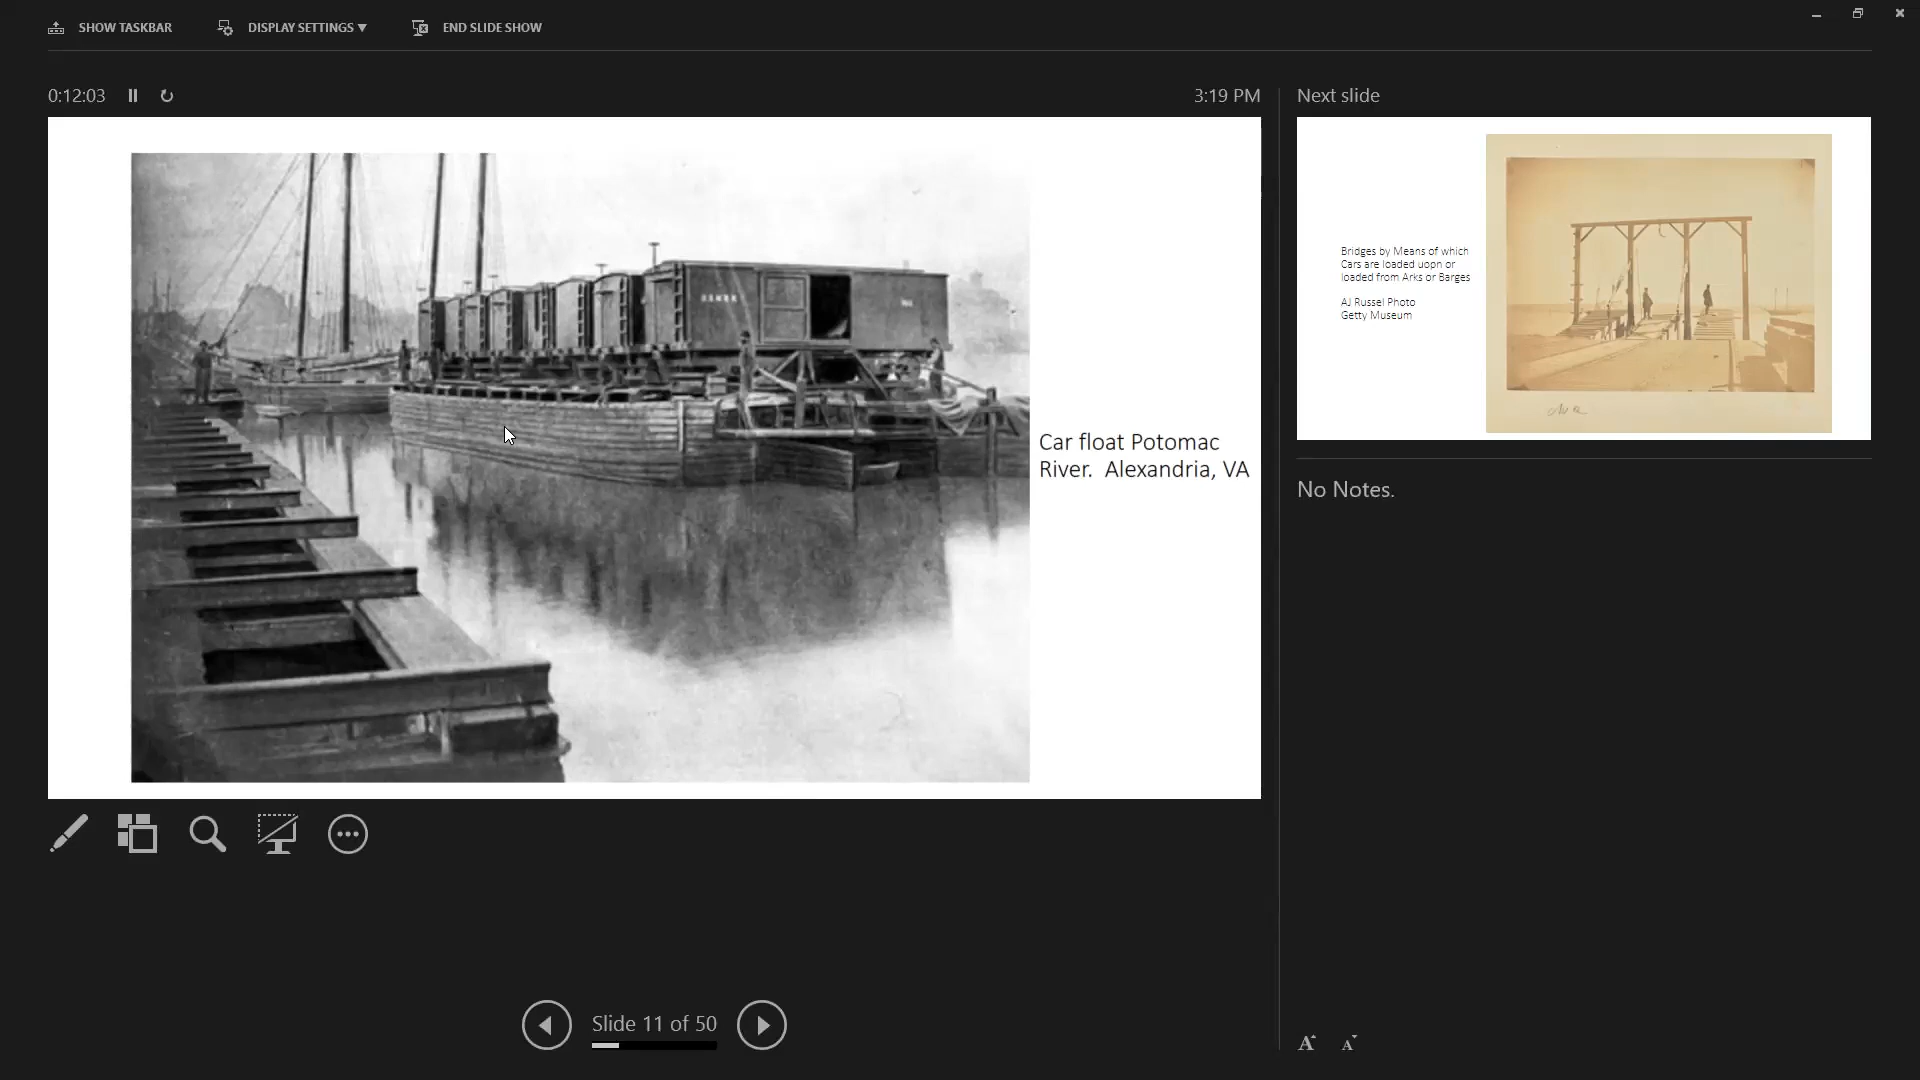 SHOW TASKBAR
DISPLAY SETTINGS ▼
END SLIDE SHOW
0:12:03
3:19 PM
Next slide
Car float Potomac
River.  Alexandria, VA
Bridges by Means of which
Cars are loaded uopn or
loaded from Arks or Barges
AJ Russel Photo
Getty Museum
No Notes.
Slide 11 of 50
A
A